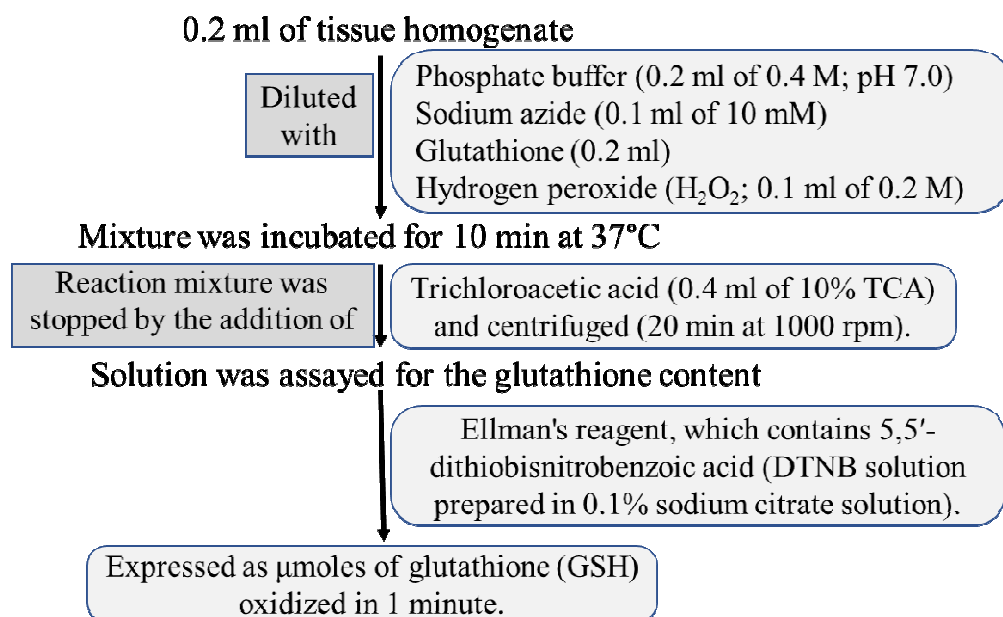 0.2 ml of tissue homogenate
Diluted
with
Phosphate buffer (0.2 ml of 0.4 M; pH 7.0)
Sodium azide (0.1 ml of 10 mM)
Glutathione (0.2 ml)
Hydrogen peroxide (H₂O₂; 0.1 ml of 0.2 M)
Mixture was incubated for 10 min at 37°C
Reaction mixture was
stopped by the addition of
Trichloroacetic acid (0.4 ml of 10% TCA)
and centrifuged (20 min at 1000 rpm).
Solution was assayed for the glutathione content
Ellman's reagent, which contains 5,5′-
dithiobisnitrobenzoic acid (DTNB solution
prepared in 0.1% sodium citrate solution).
Expressed as μmoles of glutathione (GSH)
oxidized in 1 minute.